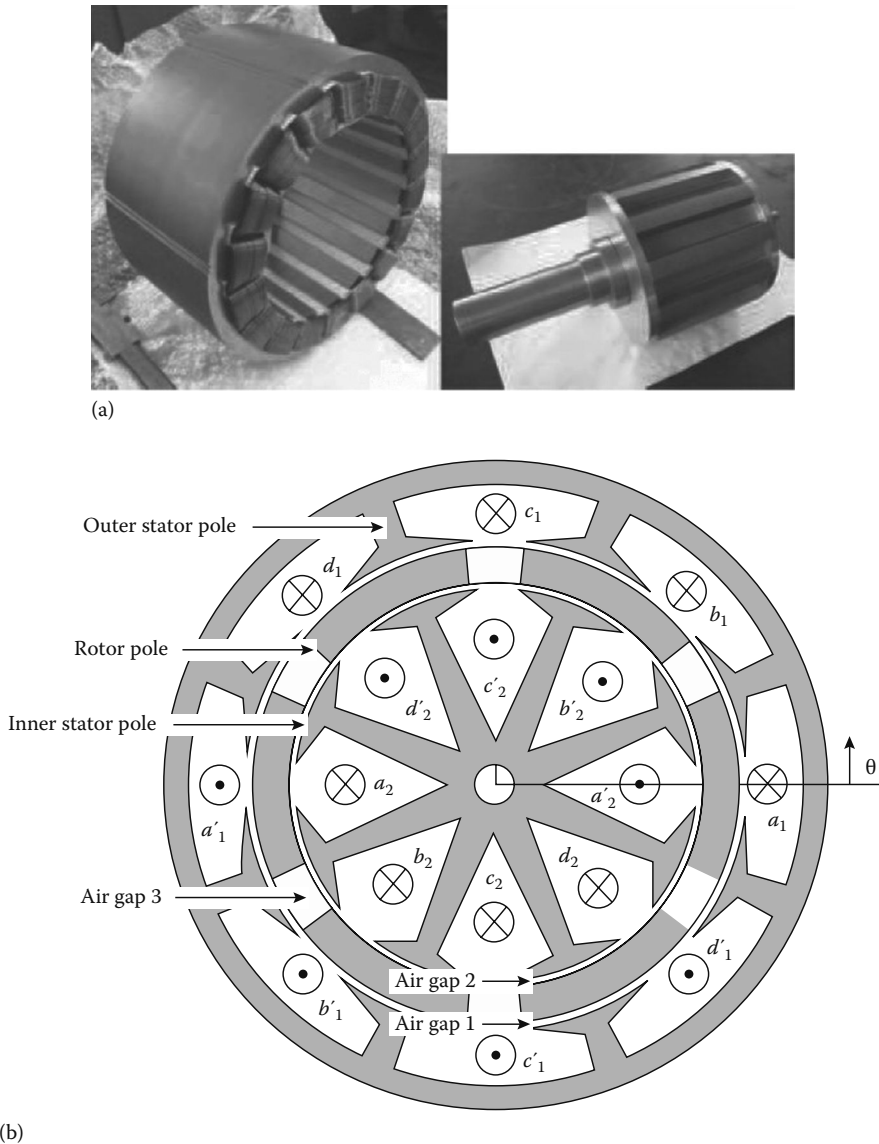 (a)
Outer stator pole
c₁
d₁
b₁
Rotor pole
c′₂
d′₂
b′₂
Inner stator pole
θ
a₂
a′₂
a′₁
a₁
b₂
c₂
d₂
Air gap 3
d′₁
Air gap 2
b′₁
Air gap 1
c′₁
(b)